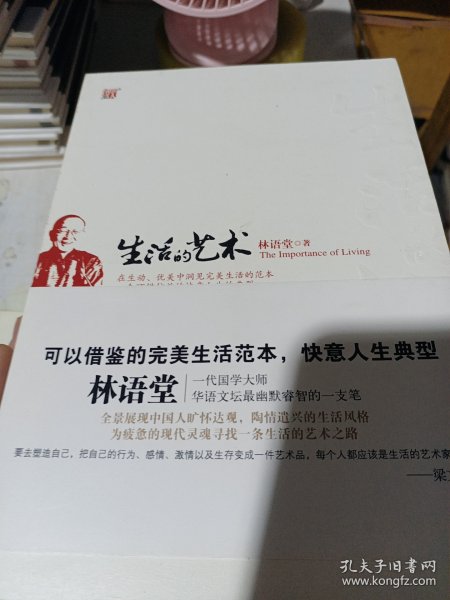 生活的艺术
林语堂 著
The Importance of Living
在生动、优美中洞见完美生活的范本
可以借鉴的完美生活范本，快意人生典型
林语堂
一代国学大师
华语文坛最幽默睿智的一支笔
全景展现中国人旷怀达观，陶情遣兴的生活风格
为疲惫的现代灵魂寻找一条生活的艺术之路
要去塑造自己，把自己的行为、感情、激情以及生存变成一件艺术品，每个人都应该是生活的艺术家
——梁
孔夫子旧书网
www.kongfz.com